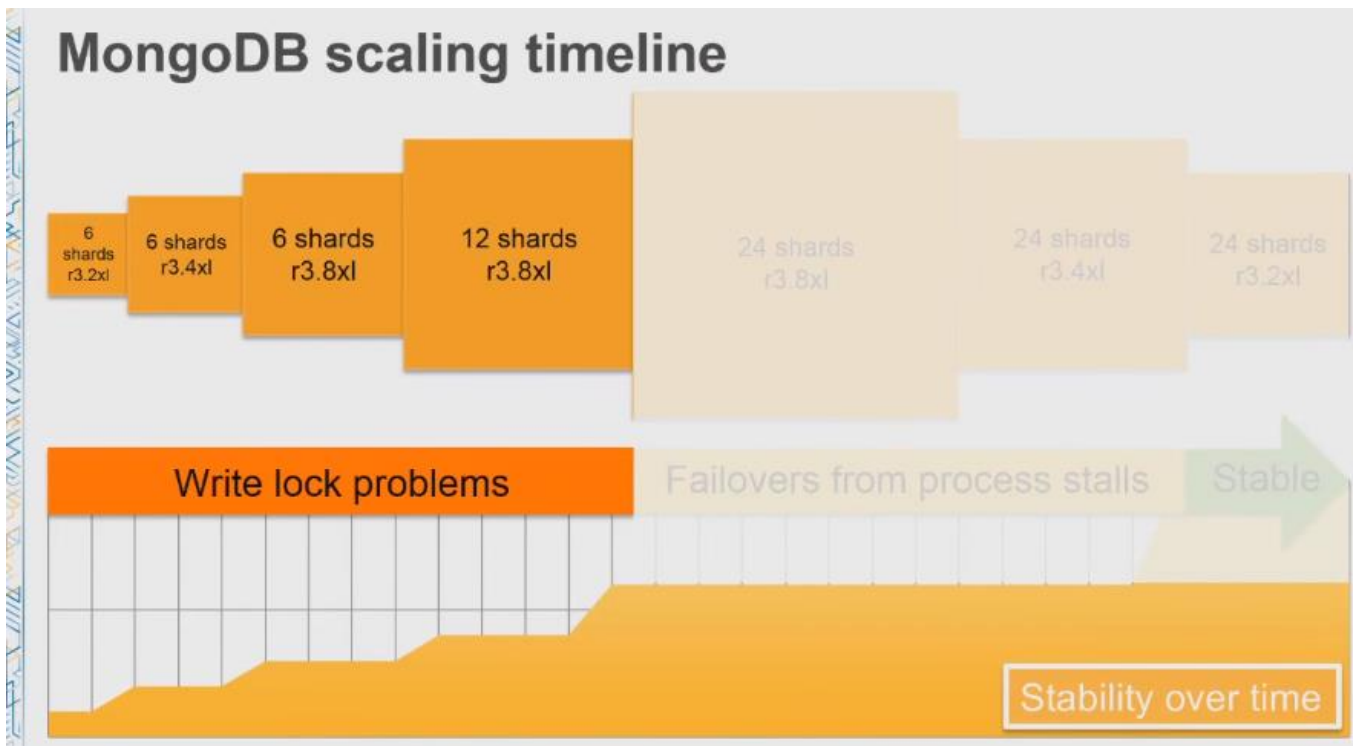 MongoDB scaling timeline
6
shards
r3.2xl
6 shards
r3.4xl
6 shards
r3.8xl
12 shards
r3.8xl
24 shards
r3.8xl
24 shards
r3.4xl
24 shards
r3.2xl
Write lock problems
Failovers from process stalls
Stable
Stability over time